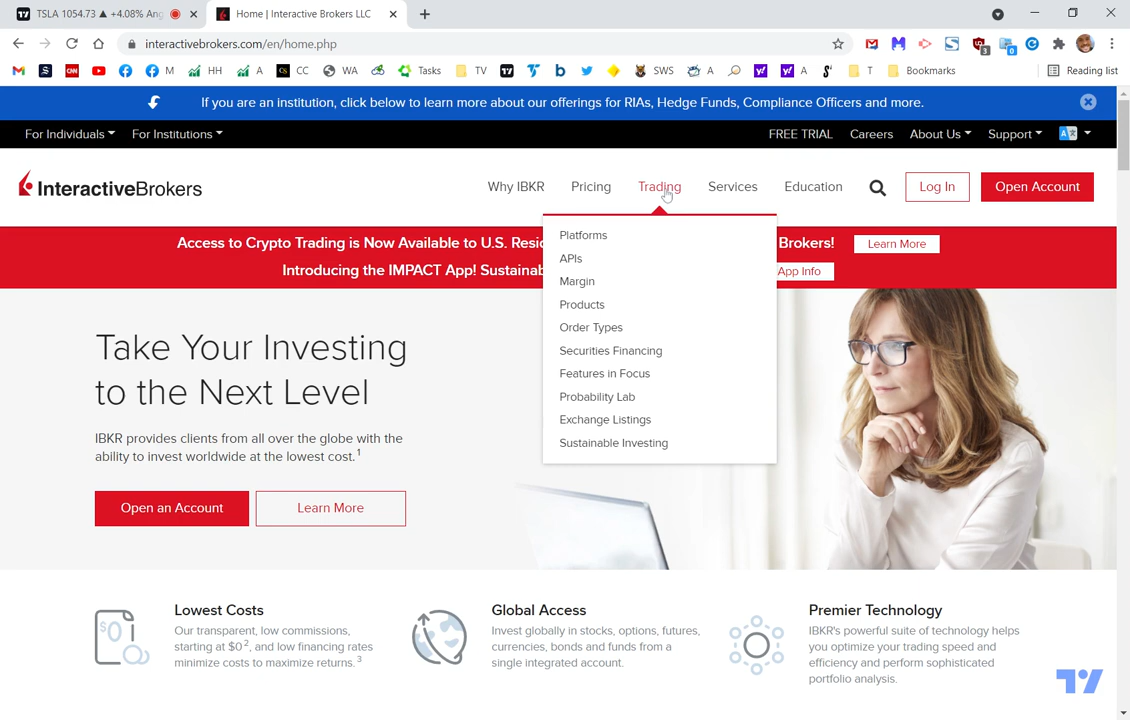 TSLA 1054.73 ▲ +4.08% An
Home | Interactive Brokers LLC
interactivebrokers.com/en/home.php
3
0
CNN
M
HH
A
CC
WA
Tasks
TV
SWS
A
A
T
Bookmarks
Reading list
If you are an institution, click below to learn more about our offerings for RIAs, Hedge Funds, Compliance Officers and more.
For Individuals
For Institutions
FREE TRIAL
Careers
About Us
Support
InteractiveBrokers
Why IBKR
Pricing
Trading
Services
Education
Log In
Open Account
Platforms
APIs
Margin
Products
Order Types
Securities Financing
Features in Focus
Probability Lab
Exchange Listings
Sustainable Investing
Access to Crypto Trading is Now Available to U.S. Brokers!
Learn More
Introducing the IMPACT App!
App Info
Take Your Investing
to the Next Level
IBKR provides clients from all over the globe with the
ability to invest worldwide at the lowest cost.1
Open an Account
Learn More
Lowest Costs
Our transparent, low commissions,
starting at $0 2, and low financing rates
minimize costs to maximize returns. 3
Global Access
Invest globally in stocks, options, futures,
currencies, bonds and funds from a
single integrated account.
Premier Technology
IBKR's powerful suite of technology helps
you optimize your trading speed and
efficiency and perform sophisticated
portfolio analysis.